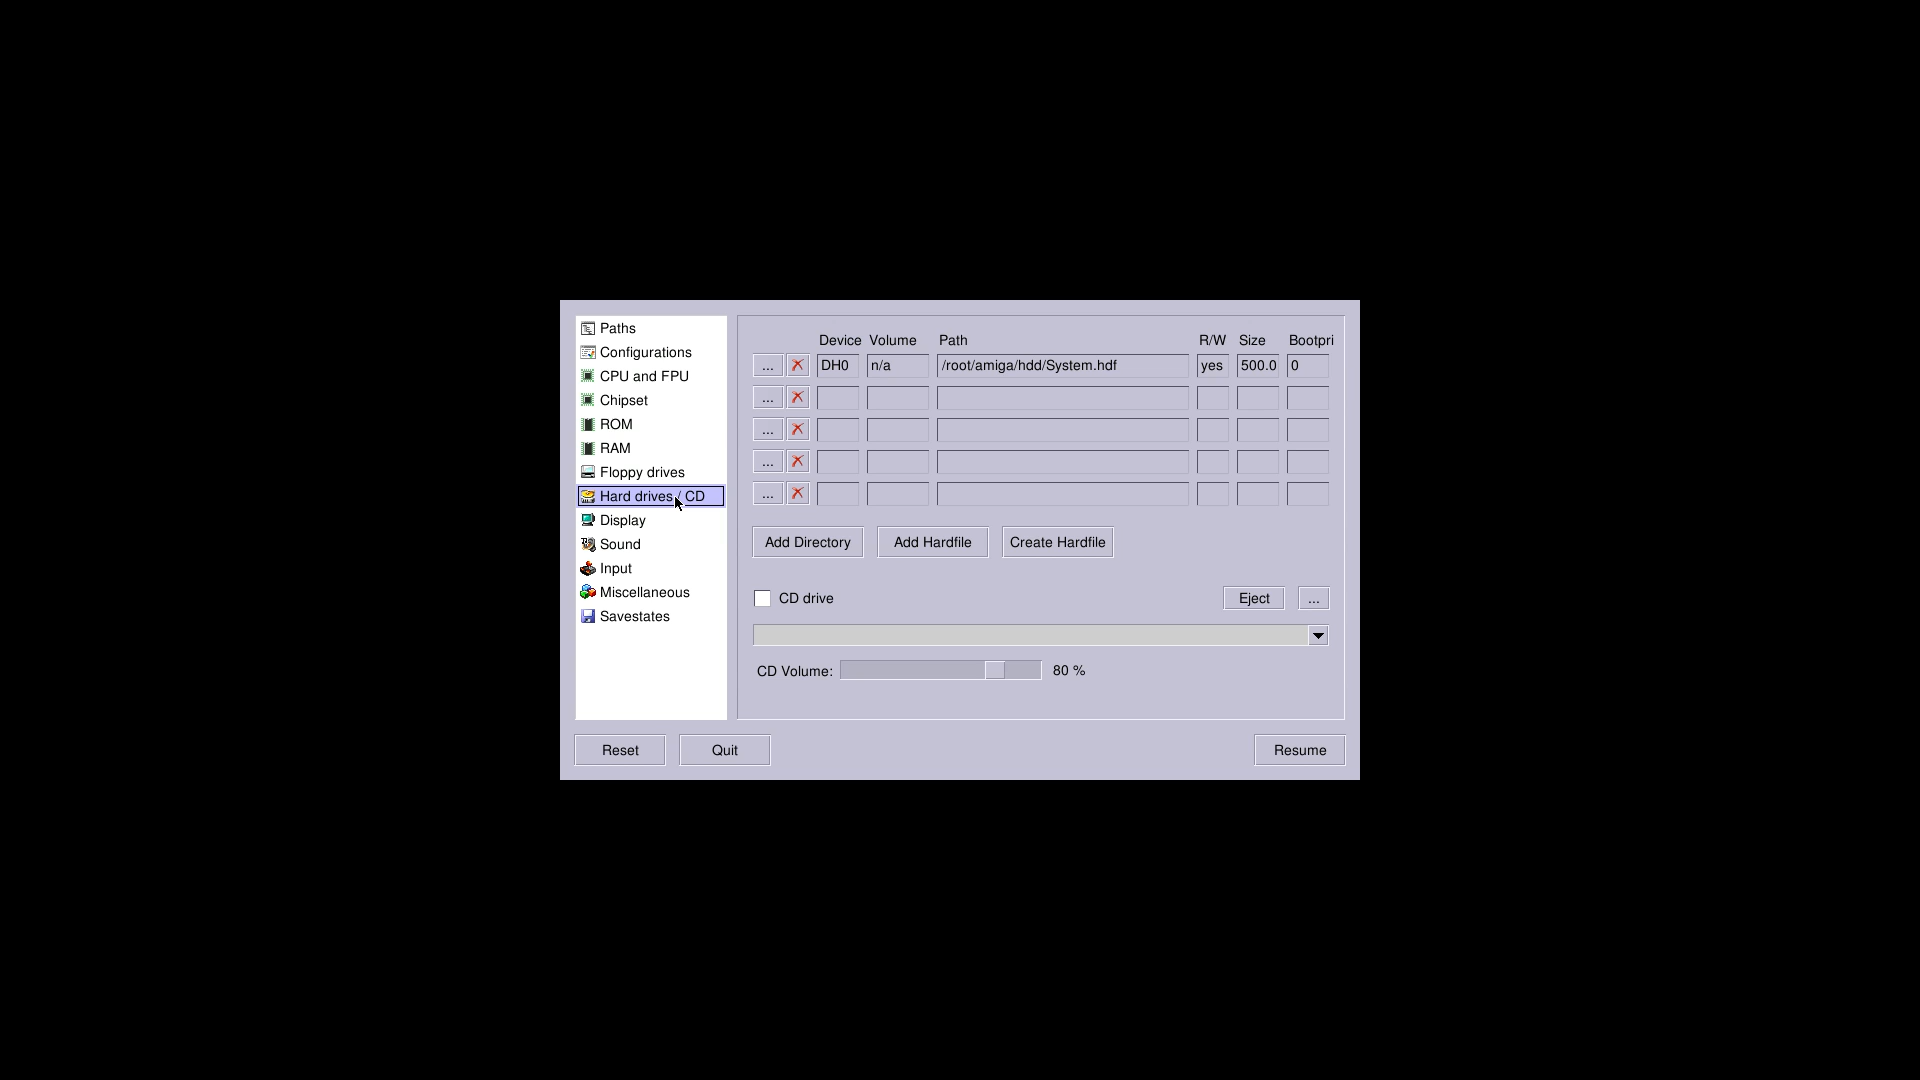 Paths
Configurations
CPU and FPU
Chipset
ROM
RAM
Floppy drives
Hard drives / CD
Display
Sound
Input
Miscellaneous
Savestates
Device Volume Path R/W Size Bootpri
... DH0 n/a /root/amiga/hdd/System.hdf yes 500.0 0
...
...
...
...
Add Directory Add Hardfile Create Hardfile
CD drive Eject ...
CD Volume: 80 %
Reset Quit Resume